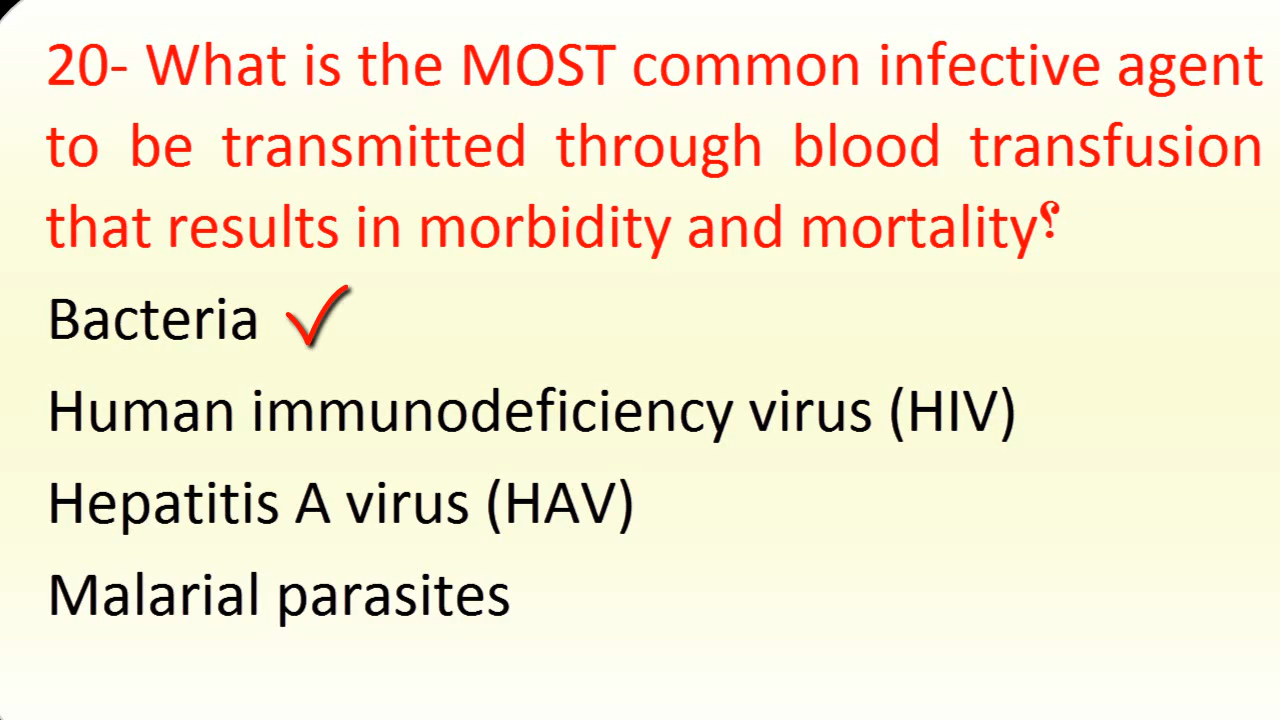 20- What is the MOST common infective agent
to be transmitted through blood transfusion
that results in morbidity and mortality؟
Bacteria ✓
Human immunodeficiency virus (HIV)
Hepatitis A virus (HAV)
Malarial parasites